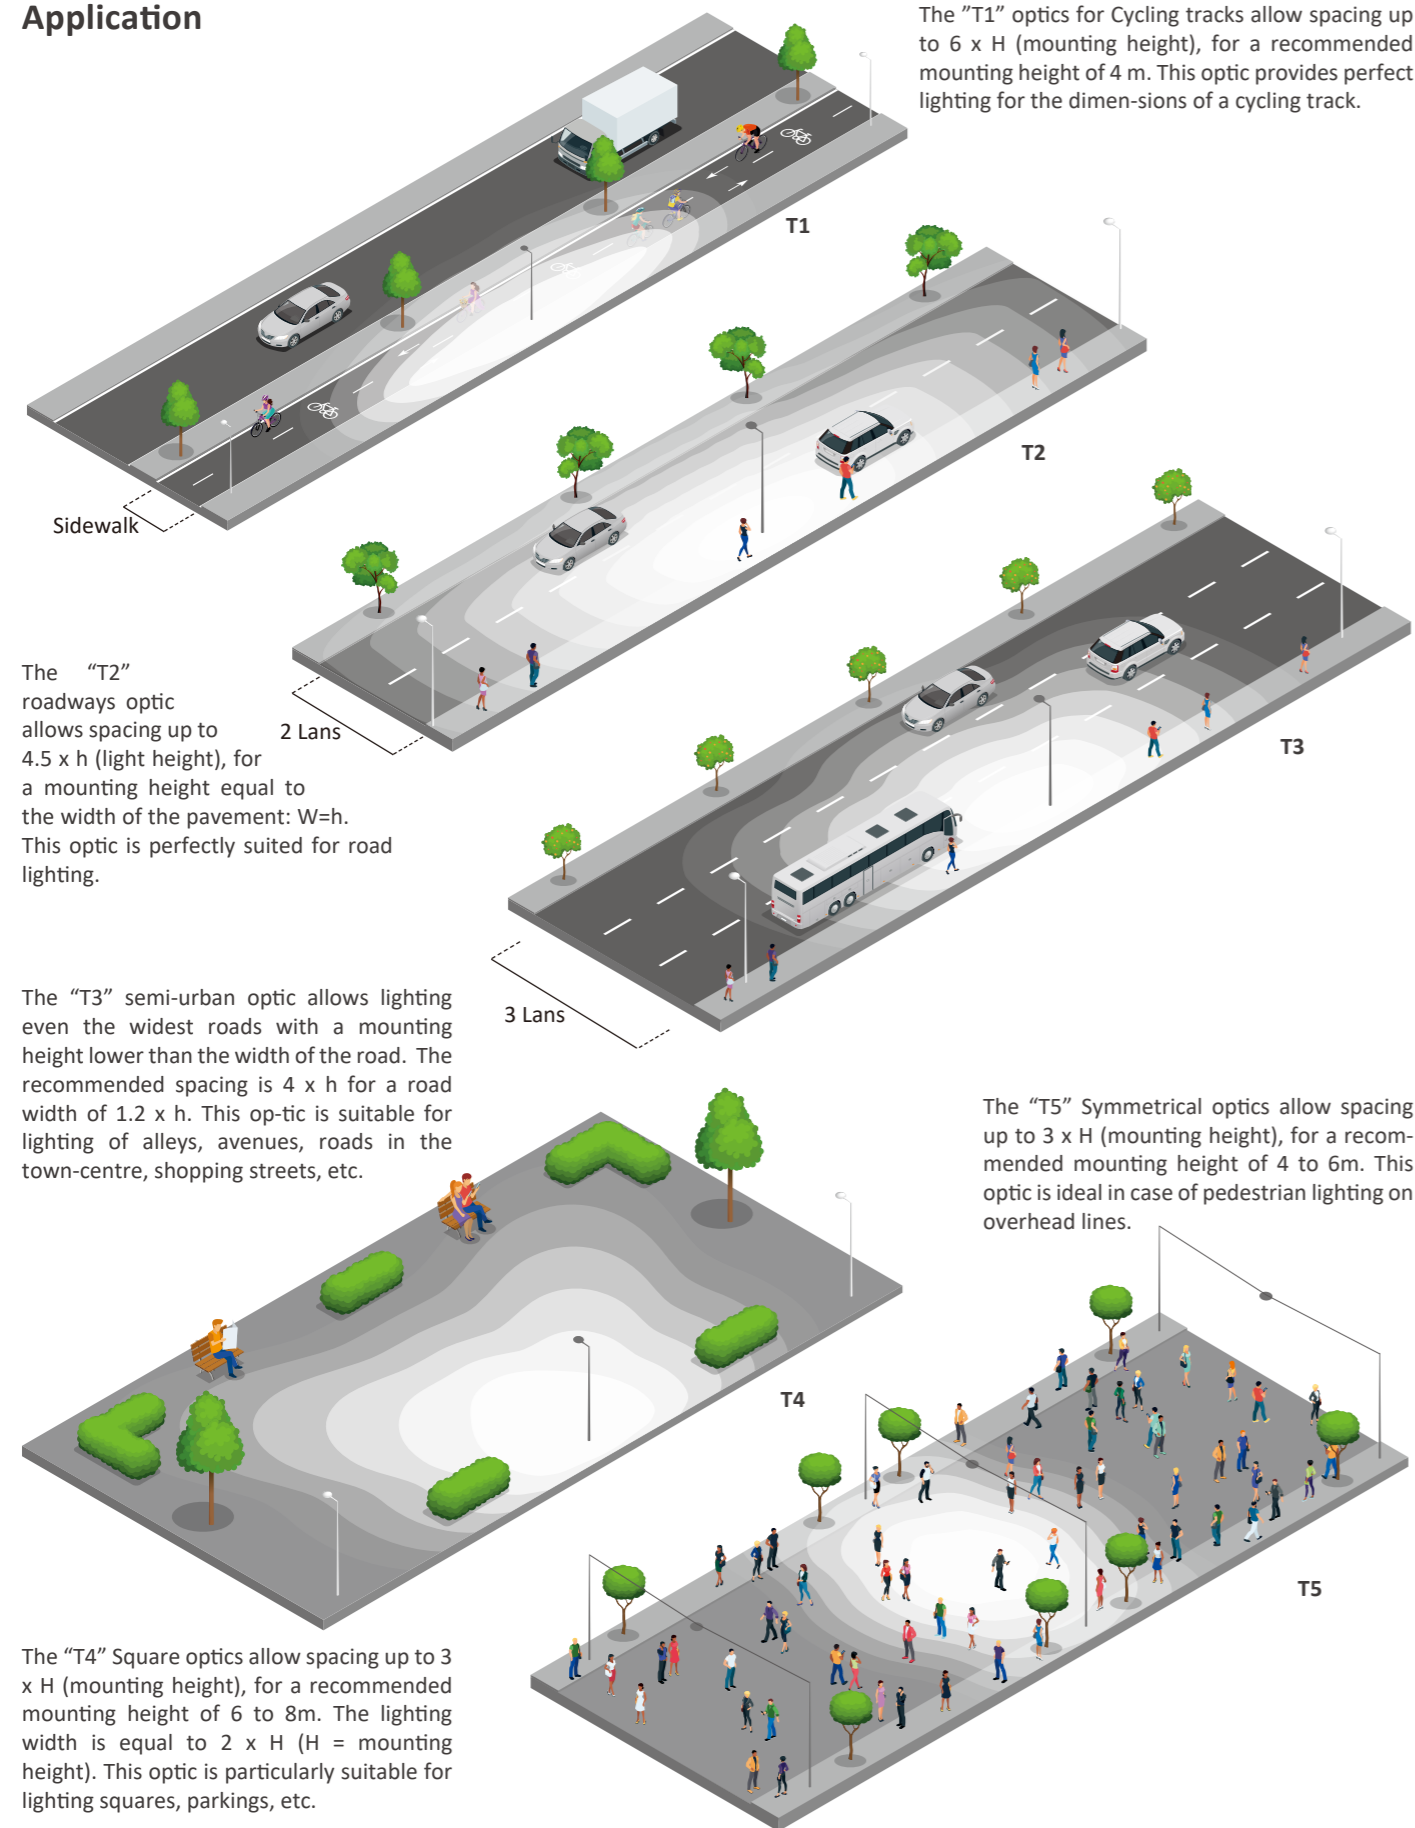 Application
The ”T1” optics for Cycling tracks allow spacing up
to 6 x H (mounting height), for a recommended
mounting height of 4 m. This optic provides perfect
lighting for the dimen-sions of a cycling track.
T1
Sidewalk
T2
The “T2”
roadways optic
allows spacing up to
4.5 x h (light height), for
a mounting height equal to
the width of the pavement: W=h.
This optic is perfectly suited for road
lighting.
2 Lans
T3
The “T3” semi-urban optic allows lighting
even the widest roads with a mounting
height lower than the width of the road. The
recommended spacing is 4 x h for a road
width of 1.2 x h. This op-tic is suitable for
lighting of alleys, avenues, roads in the
town-centre, shopping streets, etc.
3 Lans
The “T5” Symmetrical optics allow spacing
up to 3 x H (mounting height), for a recom-
mended mounting height of 4 to 6m. This
optic is ideal in case of pedestrian lighting on
overhead lines.
T4
T5
The “T4” Square optics allow spacing up to 3
x H (mounting height), for a recommended
mounting height of 6 to 8m. The lighting
width is equal to 2 x H (H = mounting
height). This optic is particularly suitable for
lighting squares, parkings, etc.